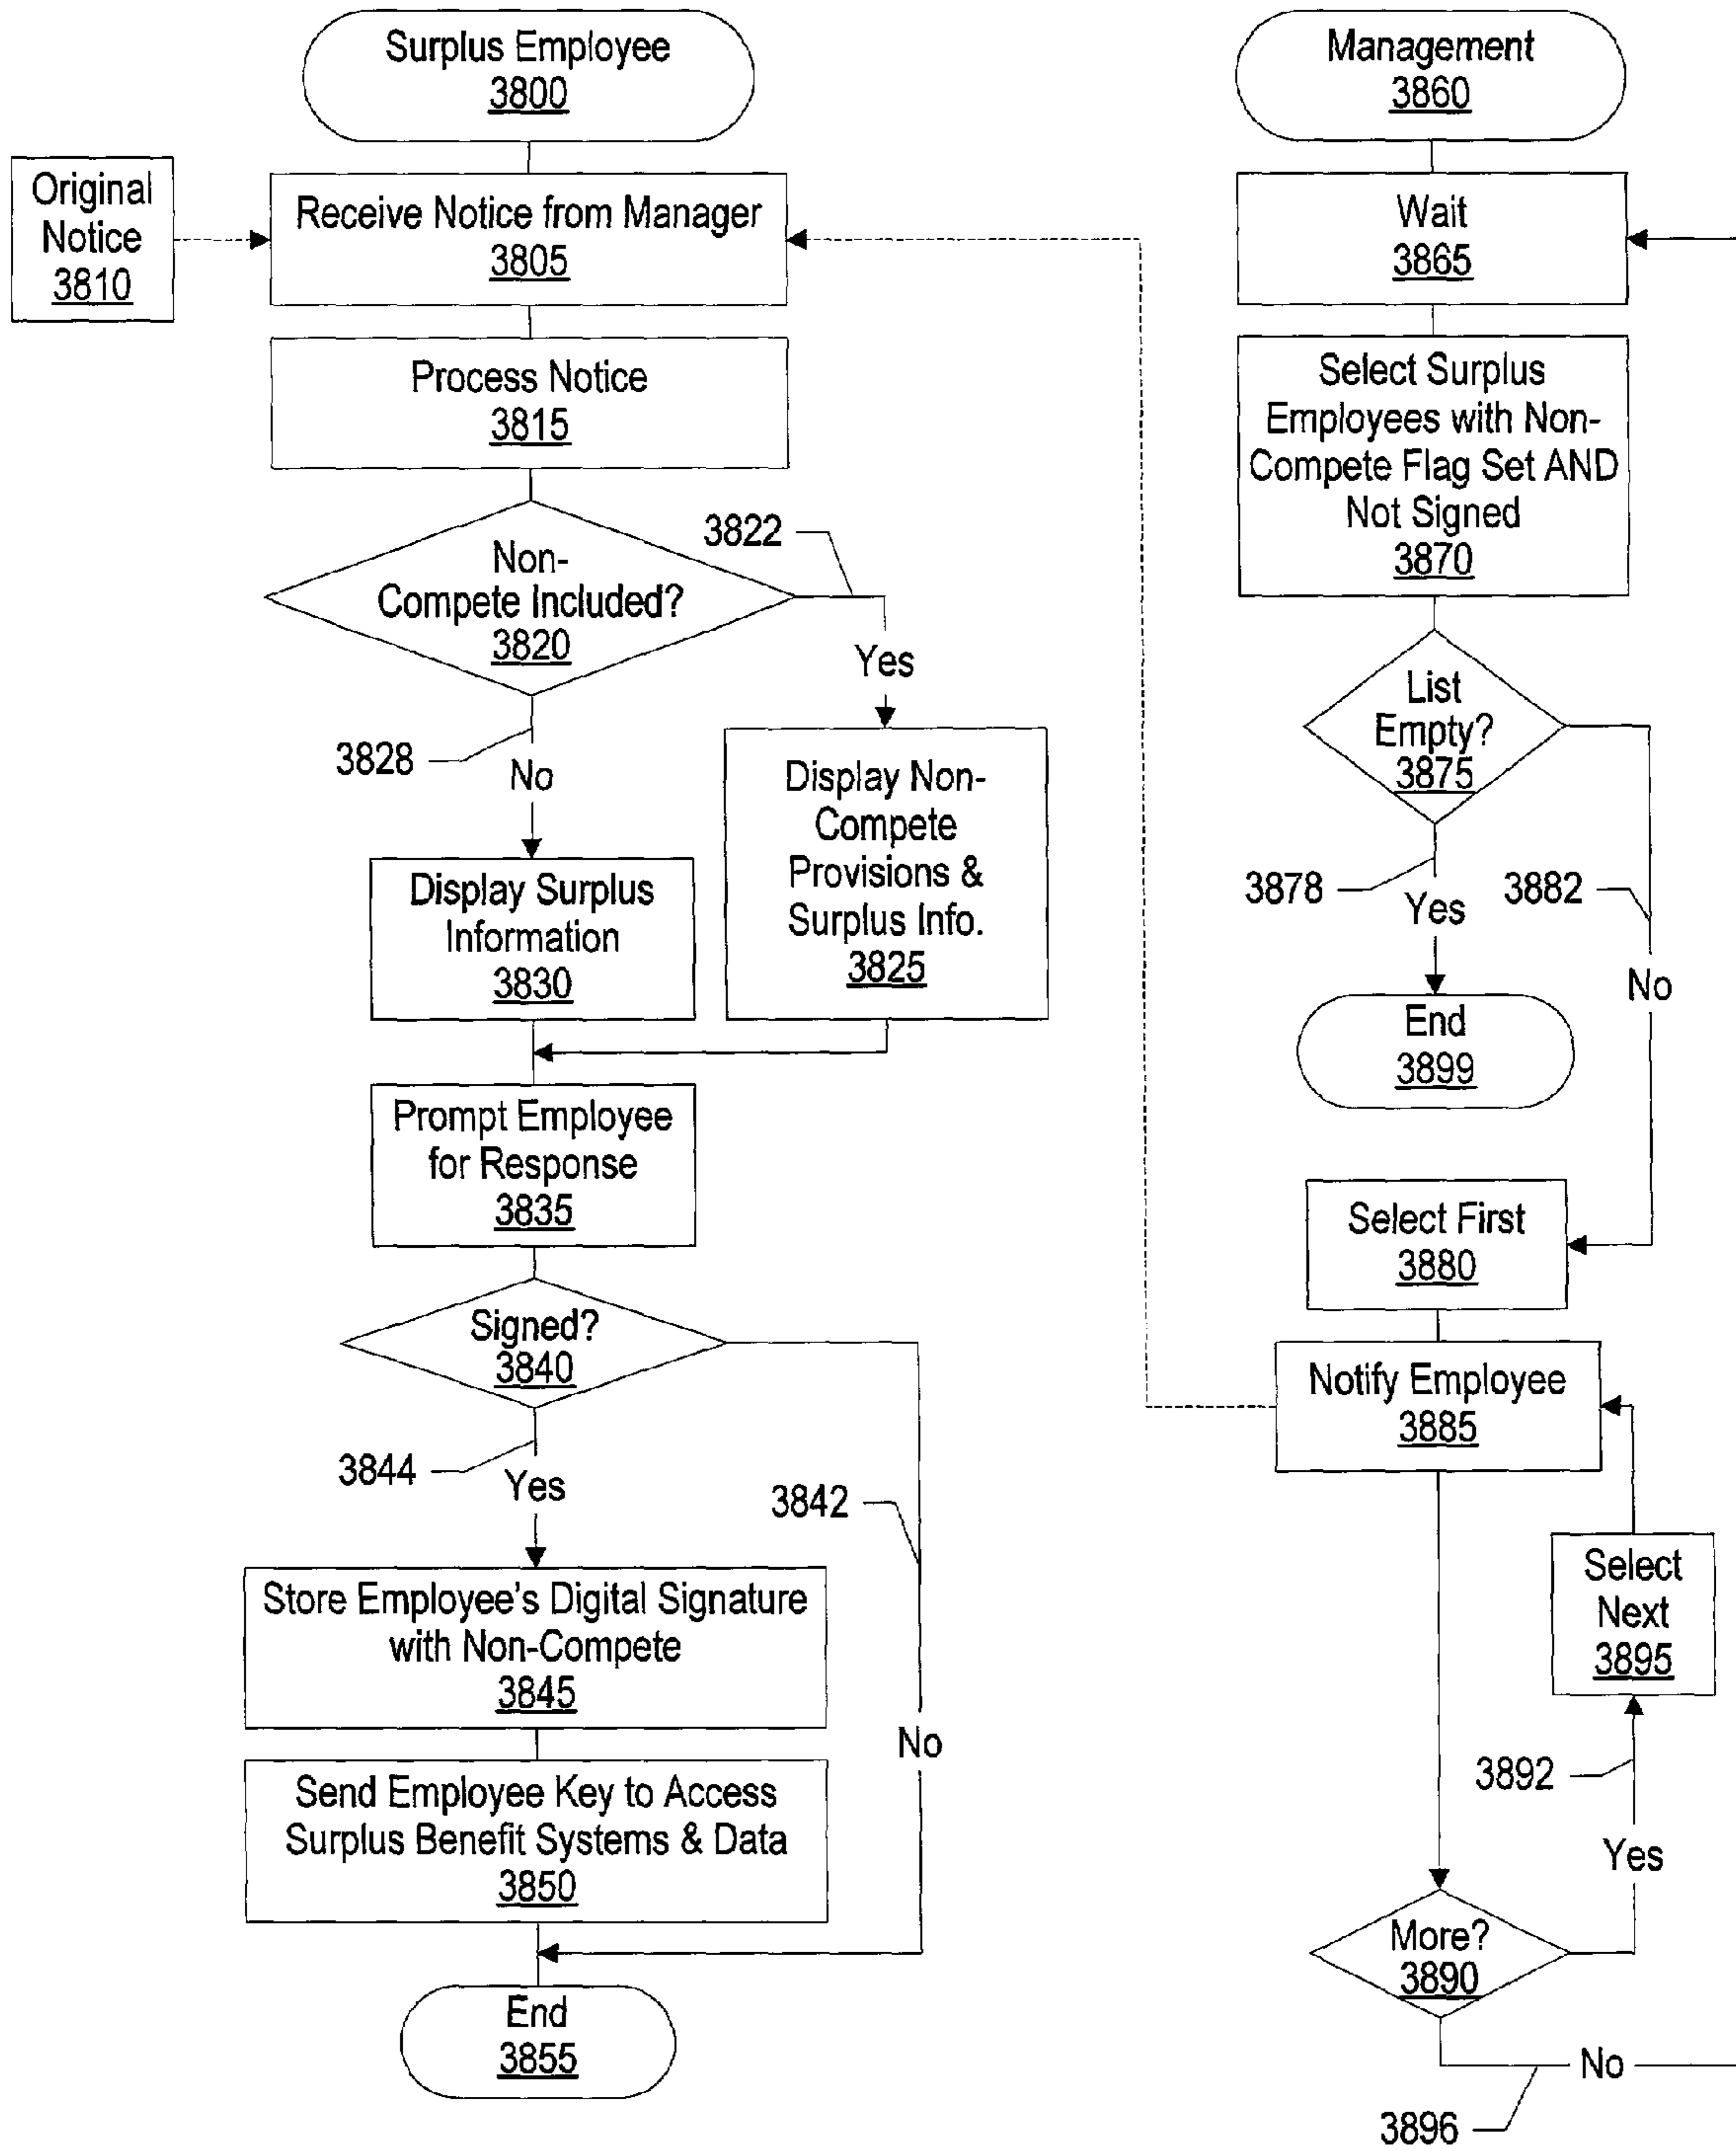 Surplus Employee
3800
Original
Notice
3810
Receive Notice from Manager
3805
Process Notice
3815
Non-
Compete Included?
3820
3822
Yes
3828
No
Display Surplus
Information
3830
Display Non-
Compete
Provisions &
Surplus Info.
3825
Prompt Employee
for Response
3835
Signed?
3840
3844
Yes
3842
No
Store Employee's Digital Signature
with Non-Compete
3845
Send Employee Key to Access
Surplus Benefit Systems & Data
3850
End
3855
Management
3860
Wait
3865
Select Surplus
Employees with Non-
Compete Flag Set AND
Not Signed
3870
List
Empty?
3875
3878
Yes
3882
No
End
3899
Select First
3880
Notify Employee
3885
Select
Next
3895
3892
Yes
More?
3890
No
3896